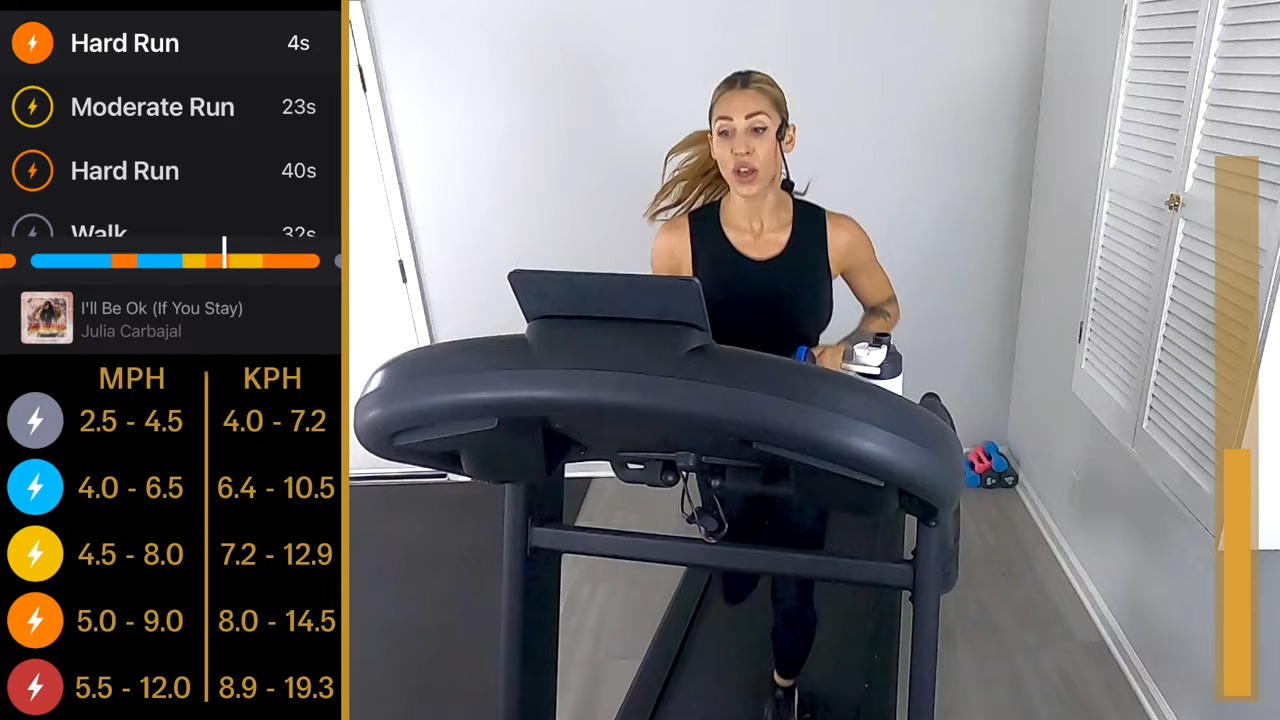 Hard Run 4s
Moderate Run 23s
Hard Run 40s
Walk 32s
I'll Be Ok (If You Stay)
Julia Carbajal
MPH KPH
2.5 - 4.5 4.0 - 7.2
4.0 - 6.5 6.4 - 10.5
4.5 - 8.0 7.2 - 12.9
5.0 - 9.0 8.0 - 14.5
5.5 - 12.0 8.9 - 19.3